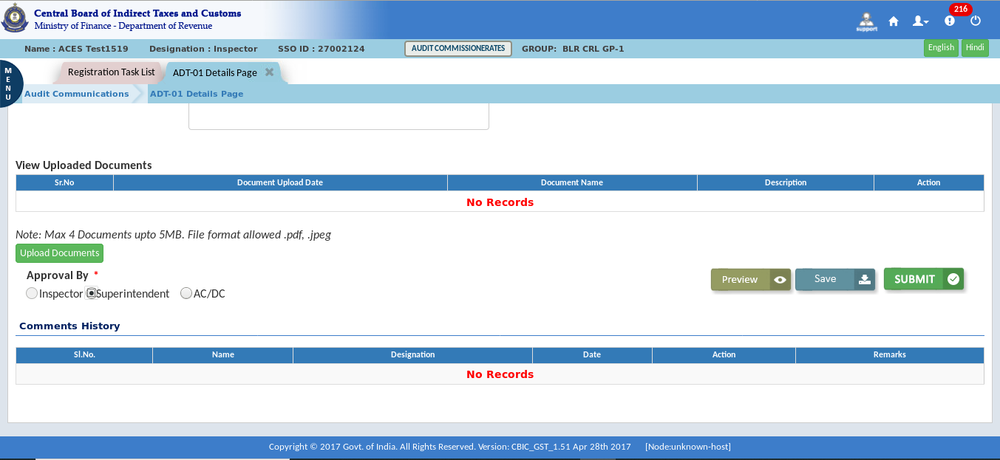 Central Board of Indirect Taxes and Customs
Ministry of Finance - Department of Revenue
support
216
Name : ACES Test1519 Designation : Inspector SSO ID : 27002124 AUDIT COMMISSIONERATES GROUP: BLR CRL GP-1 English Hindi
MENU
Registration Task List ADT-01 Details Page
Audit Communications ADT-01 Details Page
View Uploaded Documents
Sr.No Document Upload Date Document Name Description Action
No Records
Note: Max 4 Documents upto 5MB. File format allowed .pdf, .jpeg
Upload Documents
Approval By *
Preview Save SUBMIT
Inspector Superintendent AC/DC
Comments History
Sl.No. Name Designation Date Action Remarks
No Records
Copyright © 2017 Govt. of India. All Rights Reserved. Version: CBIC_GST_1.51 Apr 28th 2017 [Node:unknown-host]